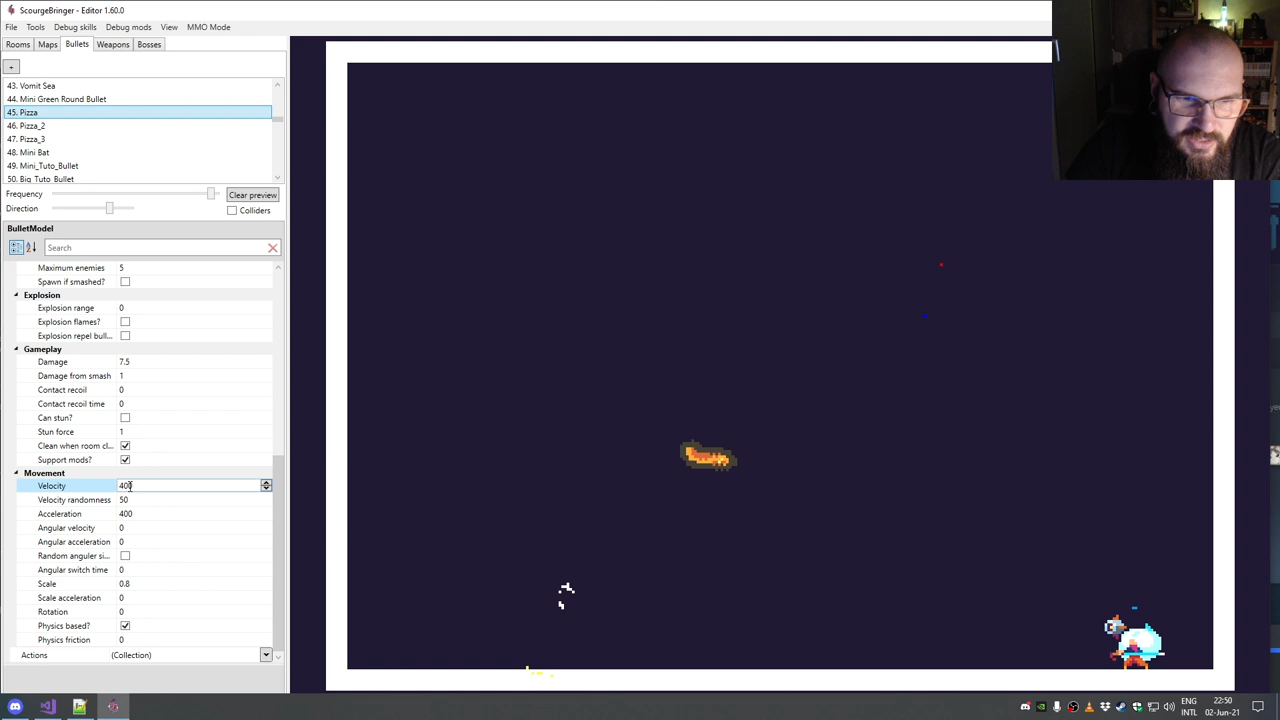 ScourgeBringer - Editor 1.60.0
File Tools Debug skills Debug mods View MMO Mode
Rooms Maps Bullets Weapons Bosses
+
43. Vomit Sea
44. Mini Green Round Bullet
45. Pizza
46. Pizza_2
47. Pizza_3
48. Mini Bat
49. Mini_Tuto_Bullet
50. Big_Tuto_Bullet
Frequency Clear preview
Direction Colliders
BulletModel
Search
Maximum enemies 5
Spawn if smashed?
Explosion
Explosion range 0
Explosion flames?
Explosion repel bull...
Gameplay
Damage 7.5
Damage from smash 1
Contact recoil 0
Contact recoil time 0
Can stun?
Stun force 1
Clean when room cl...
Support mods?
Movement
Velocity 400
Velocity randomness 50
Acceleration 400
Angular velocity 0
Angular acceleration 0
Random anguler si...
Angular switch time 0
Scale 0.8
Scale acceleration 0
Rotation 0
Physics based?
Physics friction 0
Actions (Collection)
ENG 22:50
INTL 02-Jun-21